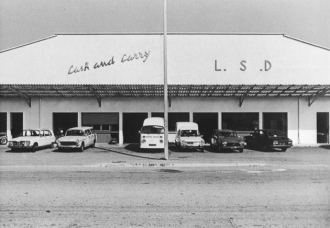 Cash and Carry
L. S. D